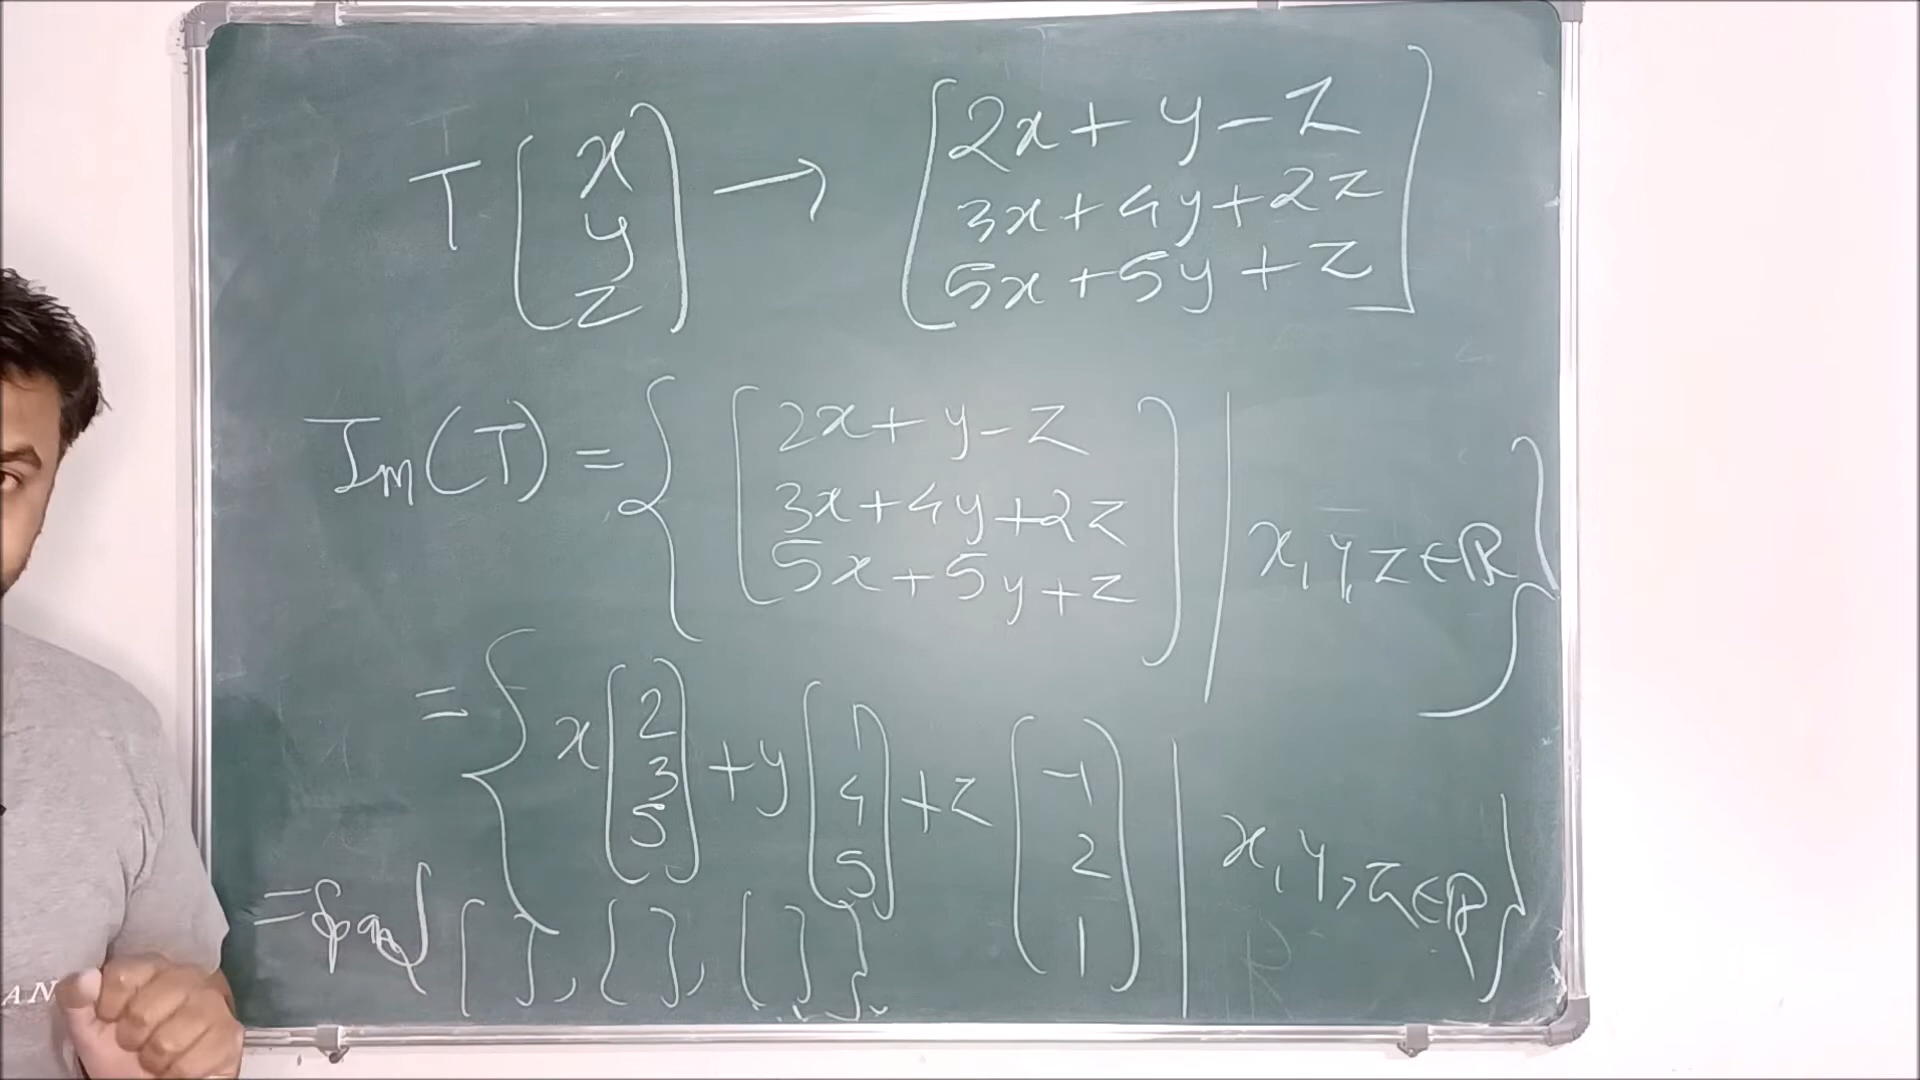 T [x y z] → [2x + y - z
3x + 4y + 2z
5x + 5y + z]
Im(T) = { [2x + y - z
3x + 4y + 2z
5x + 5y + z] | x, y, z ∈ ℝ }
= { x [2 3 5] + y [1 4 5] + z [-1 2 1] | x, y, z ∈ ℝ }
= span { [ ], [ ], [ ] }
AN